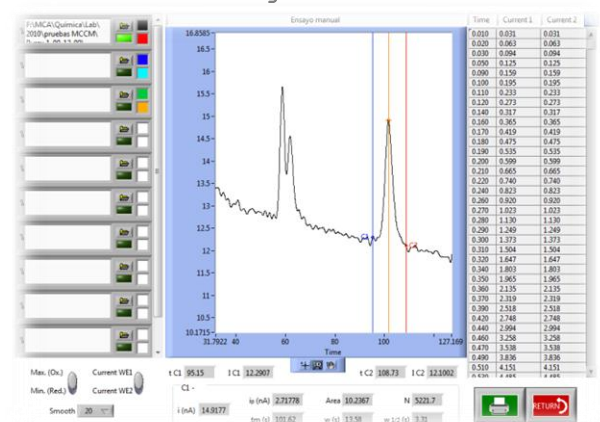 F:\MCA\Quimica\Lab\
2010\pruebas MCCM\
Ensayo manual
16.8585
16.5
16
15.5
15
14.5
14
13.5
13
12.5
12
11.5
11
10.5
10.1715
31.7922 40 60 80 100 127.169
Time
C1
C2
Time Current 1 Current 2
0.010 0.031 0.031
0.020 0.063 0.063
0.030 0.094 0.094
0.050 0.125 0.125
0.090 0.159 0.159
0.100 0.195 0.195
0.110 0.233 0.233
0.120 0.273 0.273
0.140 0.317 0.317
0.160 0.365 0.365
0.170 0.419 0.419
0.180 0.475 0.475
0.190 0.535 0.535
0.200 0.599 0.599
0.210 0.665 0.665
0.220 0.740 0.740
0.240 0.823 0.823
0.260 0.920 0.920
0.270 1.023 1.023
0.280 1.130 1.130
0.290 1.249 1.249
0.300 1.373 1.373
0.310 1.504 1.504
0.320 1.647 1.647
0.340 1.803 1.803
0.350 1.965 1.965
0.360 2.135 2.135
0.370 2.319 2.319
0.390 2.518 2.518
0.420 2.748 2.748
0.440 2.994 2.994
0.460 3.258 3.258
0.470 3.538 3.538
0.490 3.836 3.836
0.510 4.151 4.151
Max. (Ox.) Current WE1
Min. (Red.) Current WE2
Smooth 20
t C1 95.15 I C1 12.2907 t C2 108.73 I C2 12.1002
C1 -
i (nA) 14.9177
ip (nA) 2.71778 Area 10.2367 N 5221.7
tm (s) 101.62 w (s) 13.58 w 1/2 (s) 3.31
RETURN